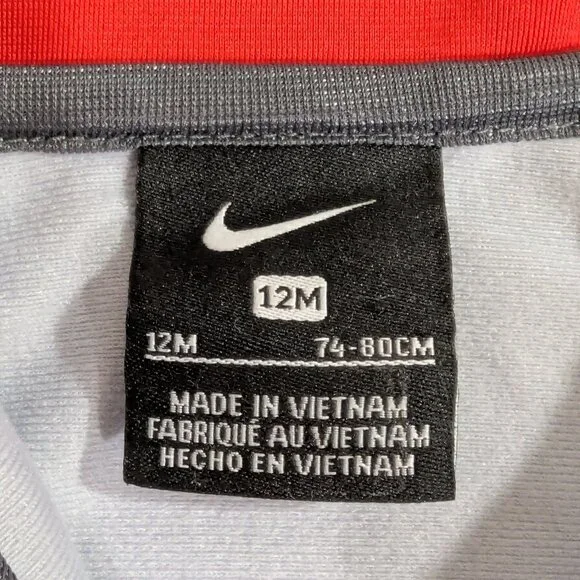 12M
12M 74-80CM
MADE IN VIETNAM
FABRIQUÉ AU VIETNAM
HECHO EN VIETNAM